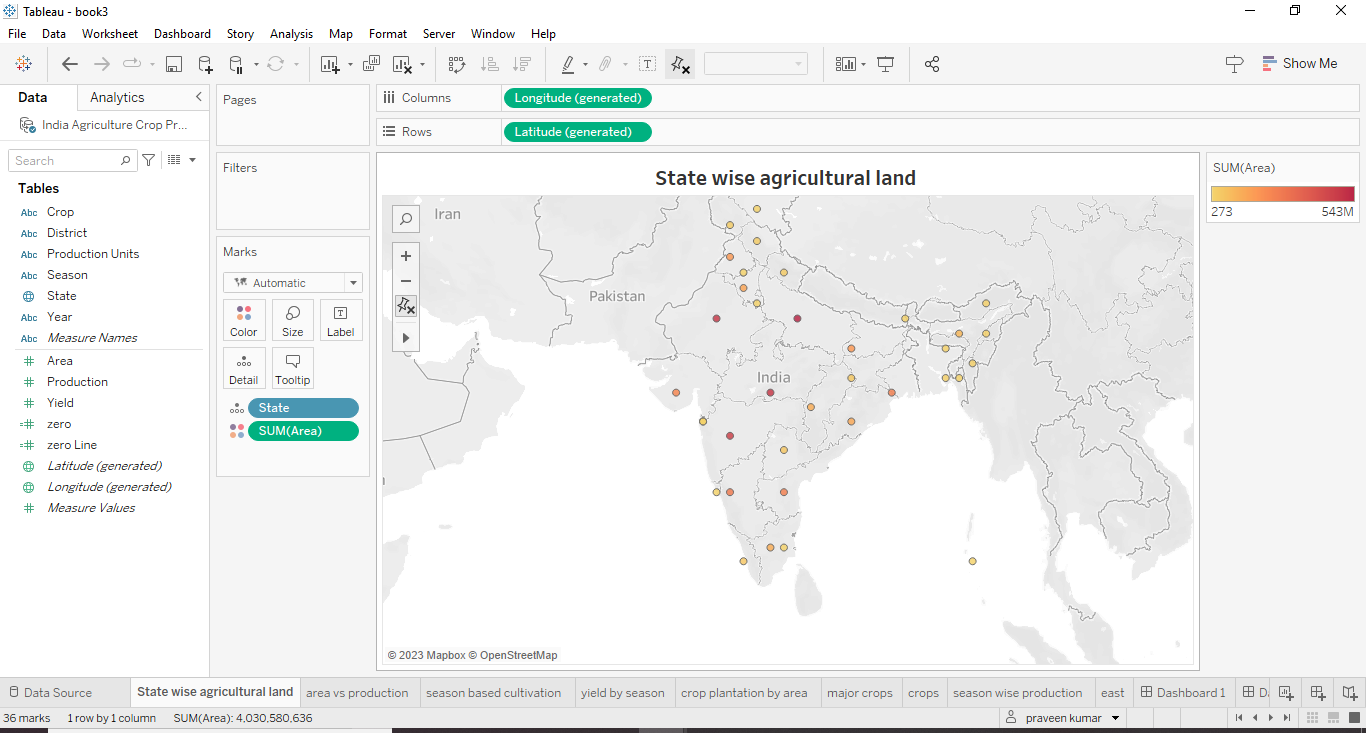 Tableau - book3
File Data Worksheet Dashboard Story Analysis Map Format Server Window Help
Show Me
Data Analytics
India Agriculture Crop Pr...
Search
Tables
Abc Crop
Abc District
Abc Production Units
Abc Season
State
Abc Year
Abc Measure Names
Area
Production
Yield
zero
zero Line
Latitude (generated)
Longitude (generated)
Measure Values
Pages
Filters
Marks
Automatic
Color Size Label
Detail Tooltip
State
SUM(Area)
Columns Longitude (generated)
Rows Latitude (generated)
State wise agricultural land
Iran
Pakistan
India
© 2023 Mapbox © OpenStreetMap
SUM(Area)
273 543M
Data Source State wise agricultural land area vs production season based cultivation yield by season crop plantation by area major crops crops season wise production east Dashboard 1 D.
36 marks 1 row by 1 column SUM(Area): 4,030,580,636 praveen kumar